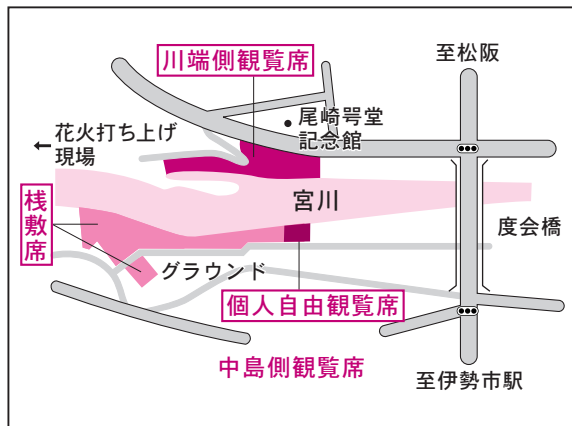 川端側観覧席
至松阪
尾崎咢堂
記念館
←花火打ち上げ
現場
宮川
桟敷席
度会橋
グラウンド
個人自由観覧席
中島側観覧席
至伊勢市駅